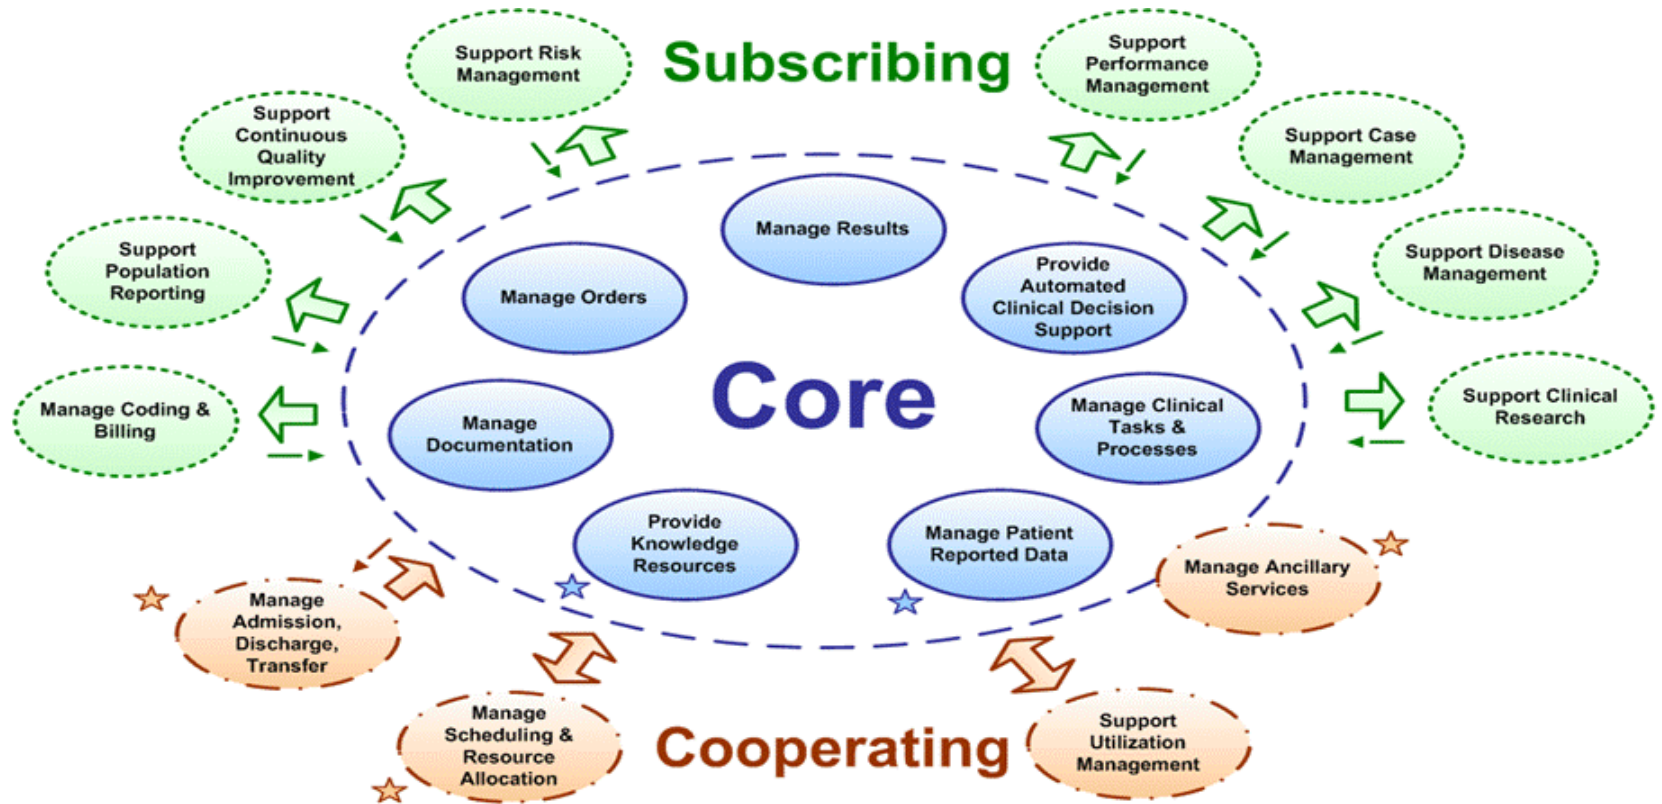 Subscribing
Support Risk
Management
Support
Performance
Management
Support
Continuous
Quality
Improvement
Support Case
Management
Support
Population
Reporting
Support Disease
Management
Manage Coding &
Billing
Support Clinical
Research
Core
Manage Results
Manage Orders
Provide
Automated
Clinical Decision
Support
Manage
Documentation
Manage Clinical
Tasks &
Processes
Provide
Knowledge
Resources
Manage Patient
Reported Data
Manage Ancillary
Services
Manage
Admission,
Discharge,
Transfer
Manage
Scheduling &
Resource
Allocation
Cooperating
Support
Utilization
Management